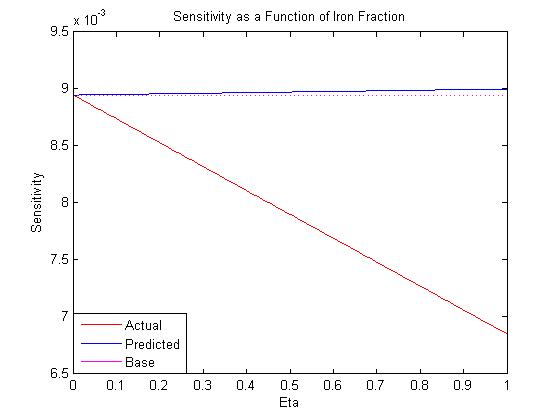 Sensitivity as a Function of Iron Fraction
x 10⁻³
9.5
9
8.5
8
7.5
7
6.5
Sensitivity
Actual
Predicted
Base
0 0.1 0.2 0.3 0.4 0.5 0.6 0.7 0.8 0.9 1
Eta